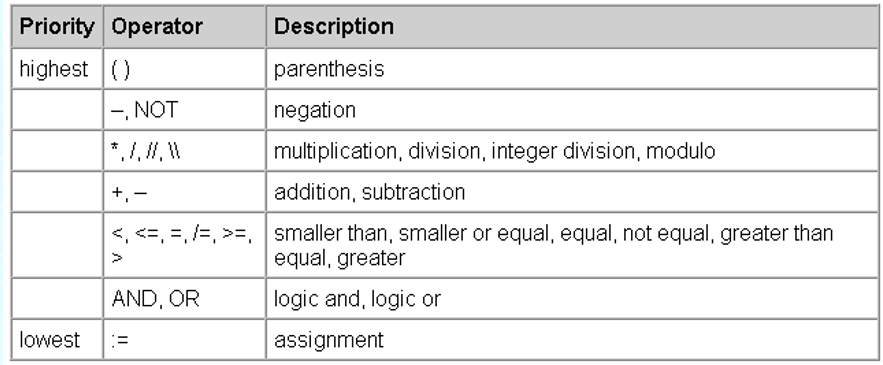 Priority Operator Description
highest ( ) parenthesis
–, NOT negation
*, /, //, \\ multiplication, division, integer division, modulo
+, – addition, subtraction
<, <=, =, /=, >=, smaller than, smaller or equal, equal, not equal, greater than
> equal, greater
AND, OR logic and, logic or
lowest := assignment